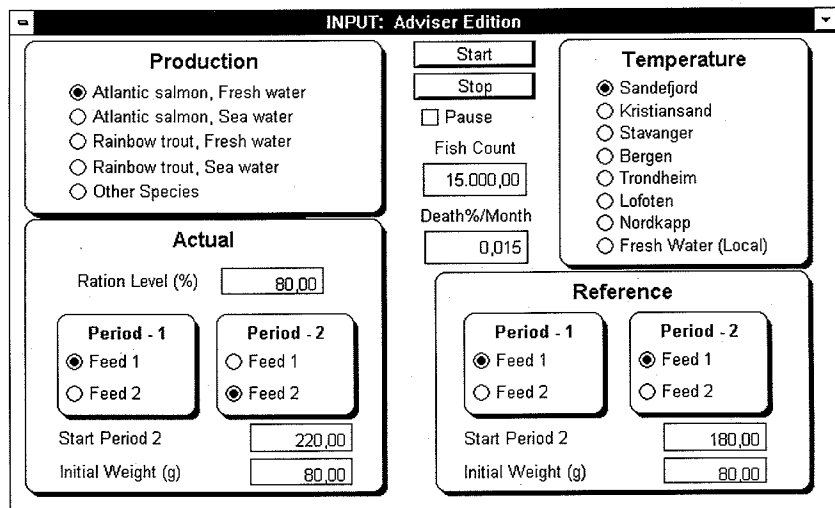 INPUT: Adviser Edition
Production
Atlantic salmon, Fresh water
Atlantic salmon, Sea water
Rainbow trout, Fresh water
Rainbow trout, Sea water
Other Species
Start
Stop
Pause
Fish Count
15.000,00
Death%/Month
0,015
Temperature
Sandefjord
Kristiansand
Stavanger
Bergen
Trondheim
Lofoten
Nordkapp
Fresh Water (Local)
Actual
Ration Level (%) 80,00
Period - 1
Feed 1
Feed 2
Period - 2
Feed 1
Feed 2
Start Period 2 220,00
Initial Weight (g) 80,00
Reference
Period - 1
Feed 1
Feed 2
Period - 2
Feed 1
Feed 2
Start Period 2 180,00
Initial Weight (g) 80,00